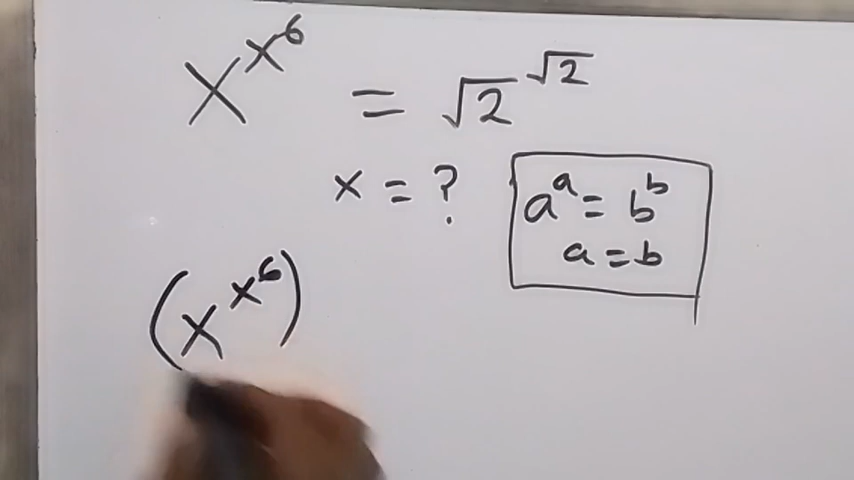 x^x^6 = √2^√2
x = ?
a^a = b^b
a = b
(x^x^6)